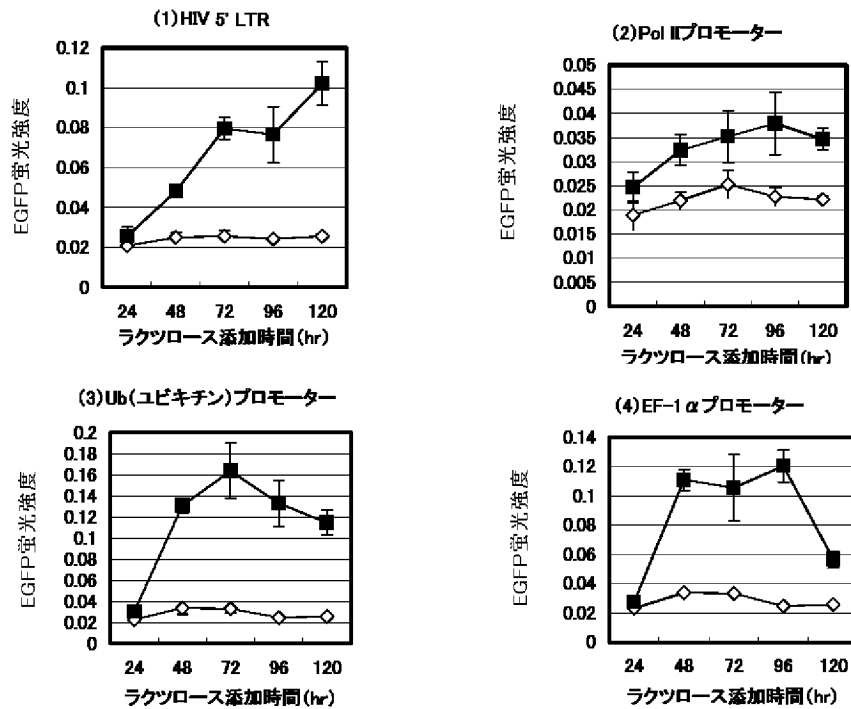 (1)HIV 5' LTR
0.12
0.1
0.08
0.06
0.04
0.02
0
EGFP蛍光強度
24 48 72 96 120
ラクツロース添加時間(hr)
(2)Pol Ⅱプロモーター
0.05
0.045
0.04
0.035
0.03
0.025
0.02
0.015
0.01
0.005
0
EGFP蛍光強度
24 48 72 96 120
ラクツロース添加時間(hr)
(3)Ub(ユビキチン)プロモーター
0.2
0.18
0.16
0.14
0.12
0.1
0.08
0.06
0.04
0.02
0
EGFP蛍光強度
24 48 72 96 120
ラクツロース添加時間(hr)
(4)EF-1αプロモーター
0.14
0.12
0.1
0.08
0.06
0.04
0.02
0
EGFP蛍光強度
24 48 72 96 120
ラクツロース添加時間(hr)